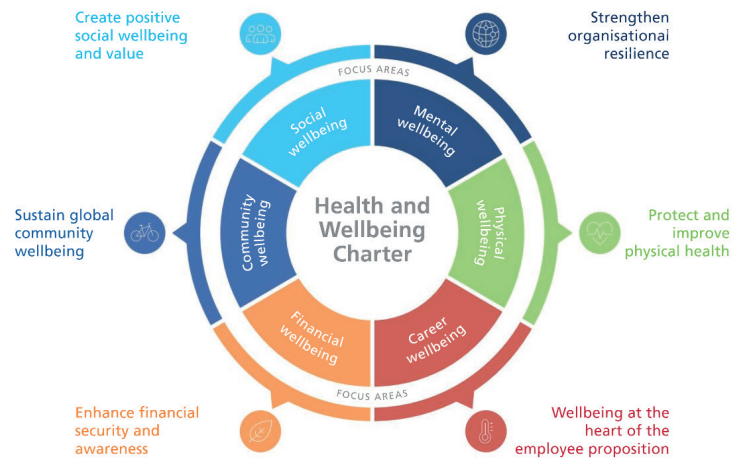 Create positive
social wellbeing
and value
Strengthen
organisational
resilience
FOCUS AREAS
Social
wellbeing
Mental
wellbeing
Sustain global
community
wellbeing
Community
wellbeing
Health and
Wellbeing
Charter
Physical
wellbeing
Protect and
improve
physical health
Financial
wellbeing
Career
wellbeing
FOCUS AREAS
Enhance financial
security and
awareness
Wellbeing at the
heart of the
employee proposition